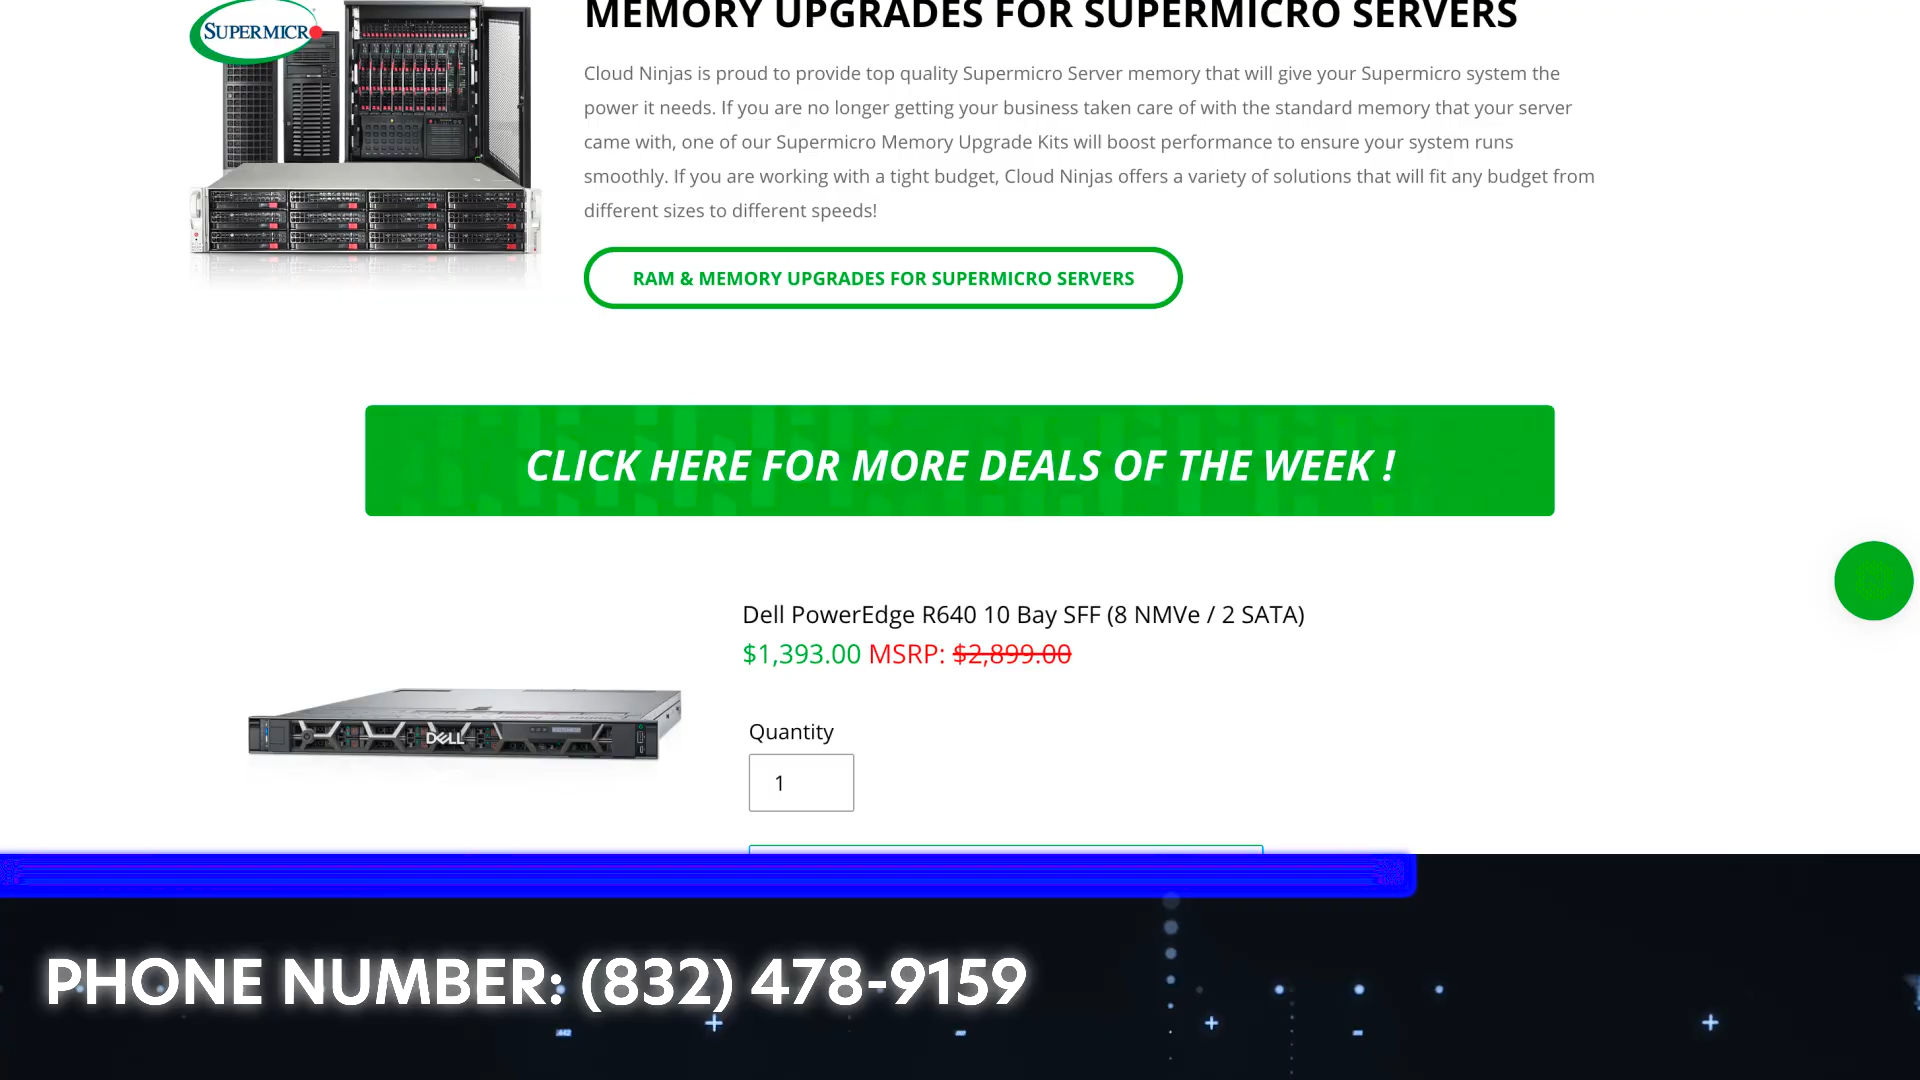 SUPERMICR
MEMORY UPGRADES FOR SUPERMICRO SERVERS
Cloud Ninjas is proud to provide top quality Supermicro Server memory that will give your Supermicro system the
power it needs. If you are no longer getting your business taken care of with the standard memory that your server
came with, one of our Supermicro Memory Upgrade Kits will boost performance to ensure your system runs
smoothly. If you are working with a tight budget, Cloud Ninjas offers a variety of solutions that will fit any budget from
different sizes to different speeds!
RAM & MEMORY UPGRADES FOR SUPERMICRO SERVERS
CLICK HERE FOR MORE DEALS OF THE WEEK !
Dell PowerEdge R640 10 Bay SFF (8 NMVe / 2 SATA)
$1,393.00 MSRP: $2,899.00
DELL
Quantity
1
PHONE NUMBER: (832) 478-9159